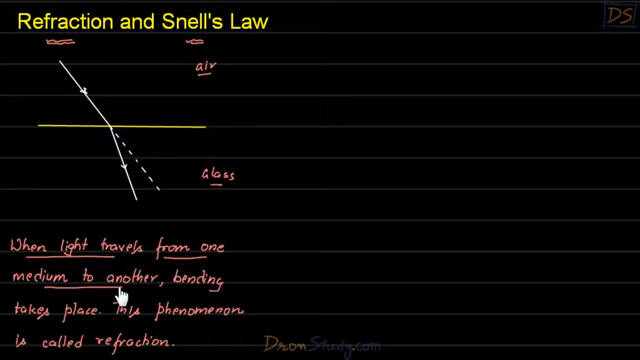 Refraction and Snell's Law
DS
air
Glass
When light travels from one
medium to another, bending
takes place. This phenomenon
is called refraction.
DronStudy.com